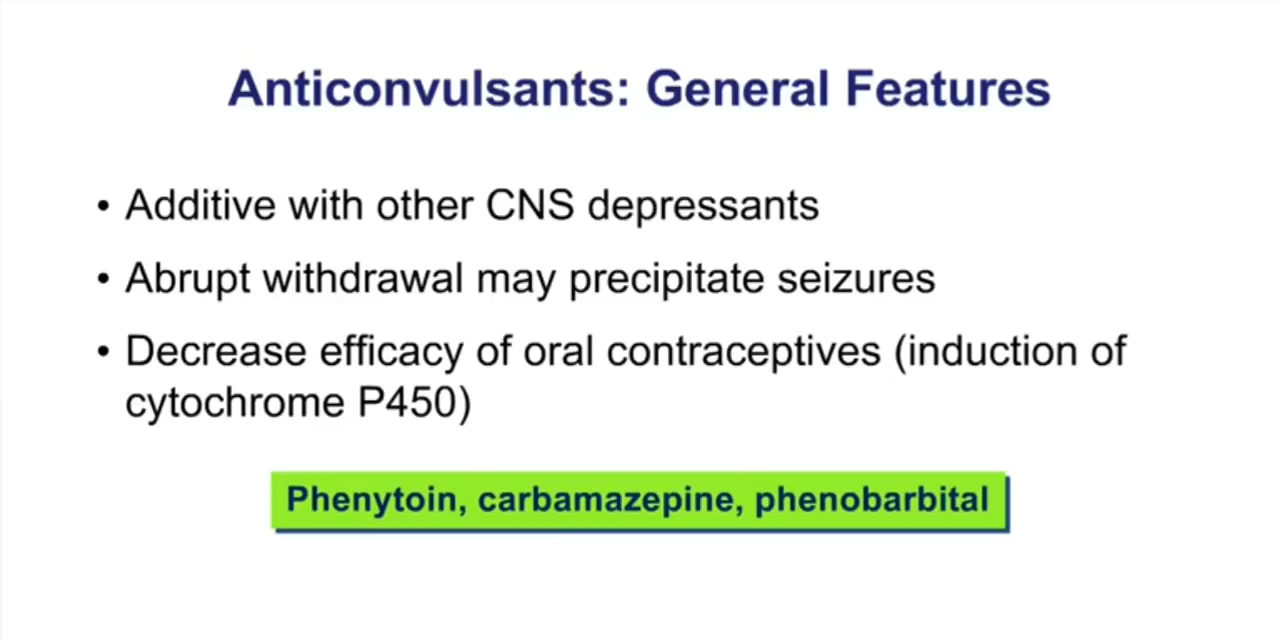 Anticonvulsants: General Features
• Additive with other CNS depressants
• Abrupt withdrawal may precipitate seizures
• Decrease efficacy of oral contraceptives (induction of
cytochrome P450)
Phenytoin, carbamazepine, phenobarbital